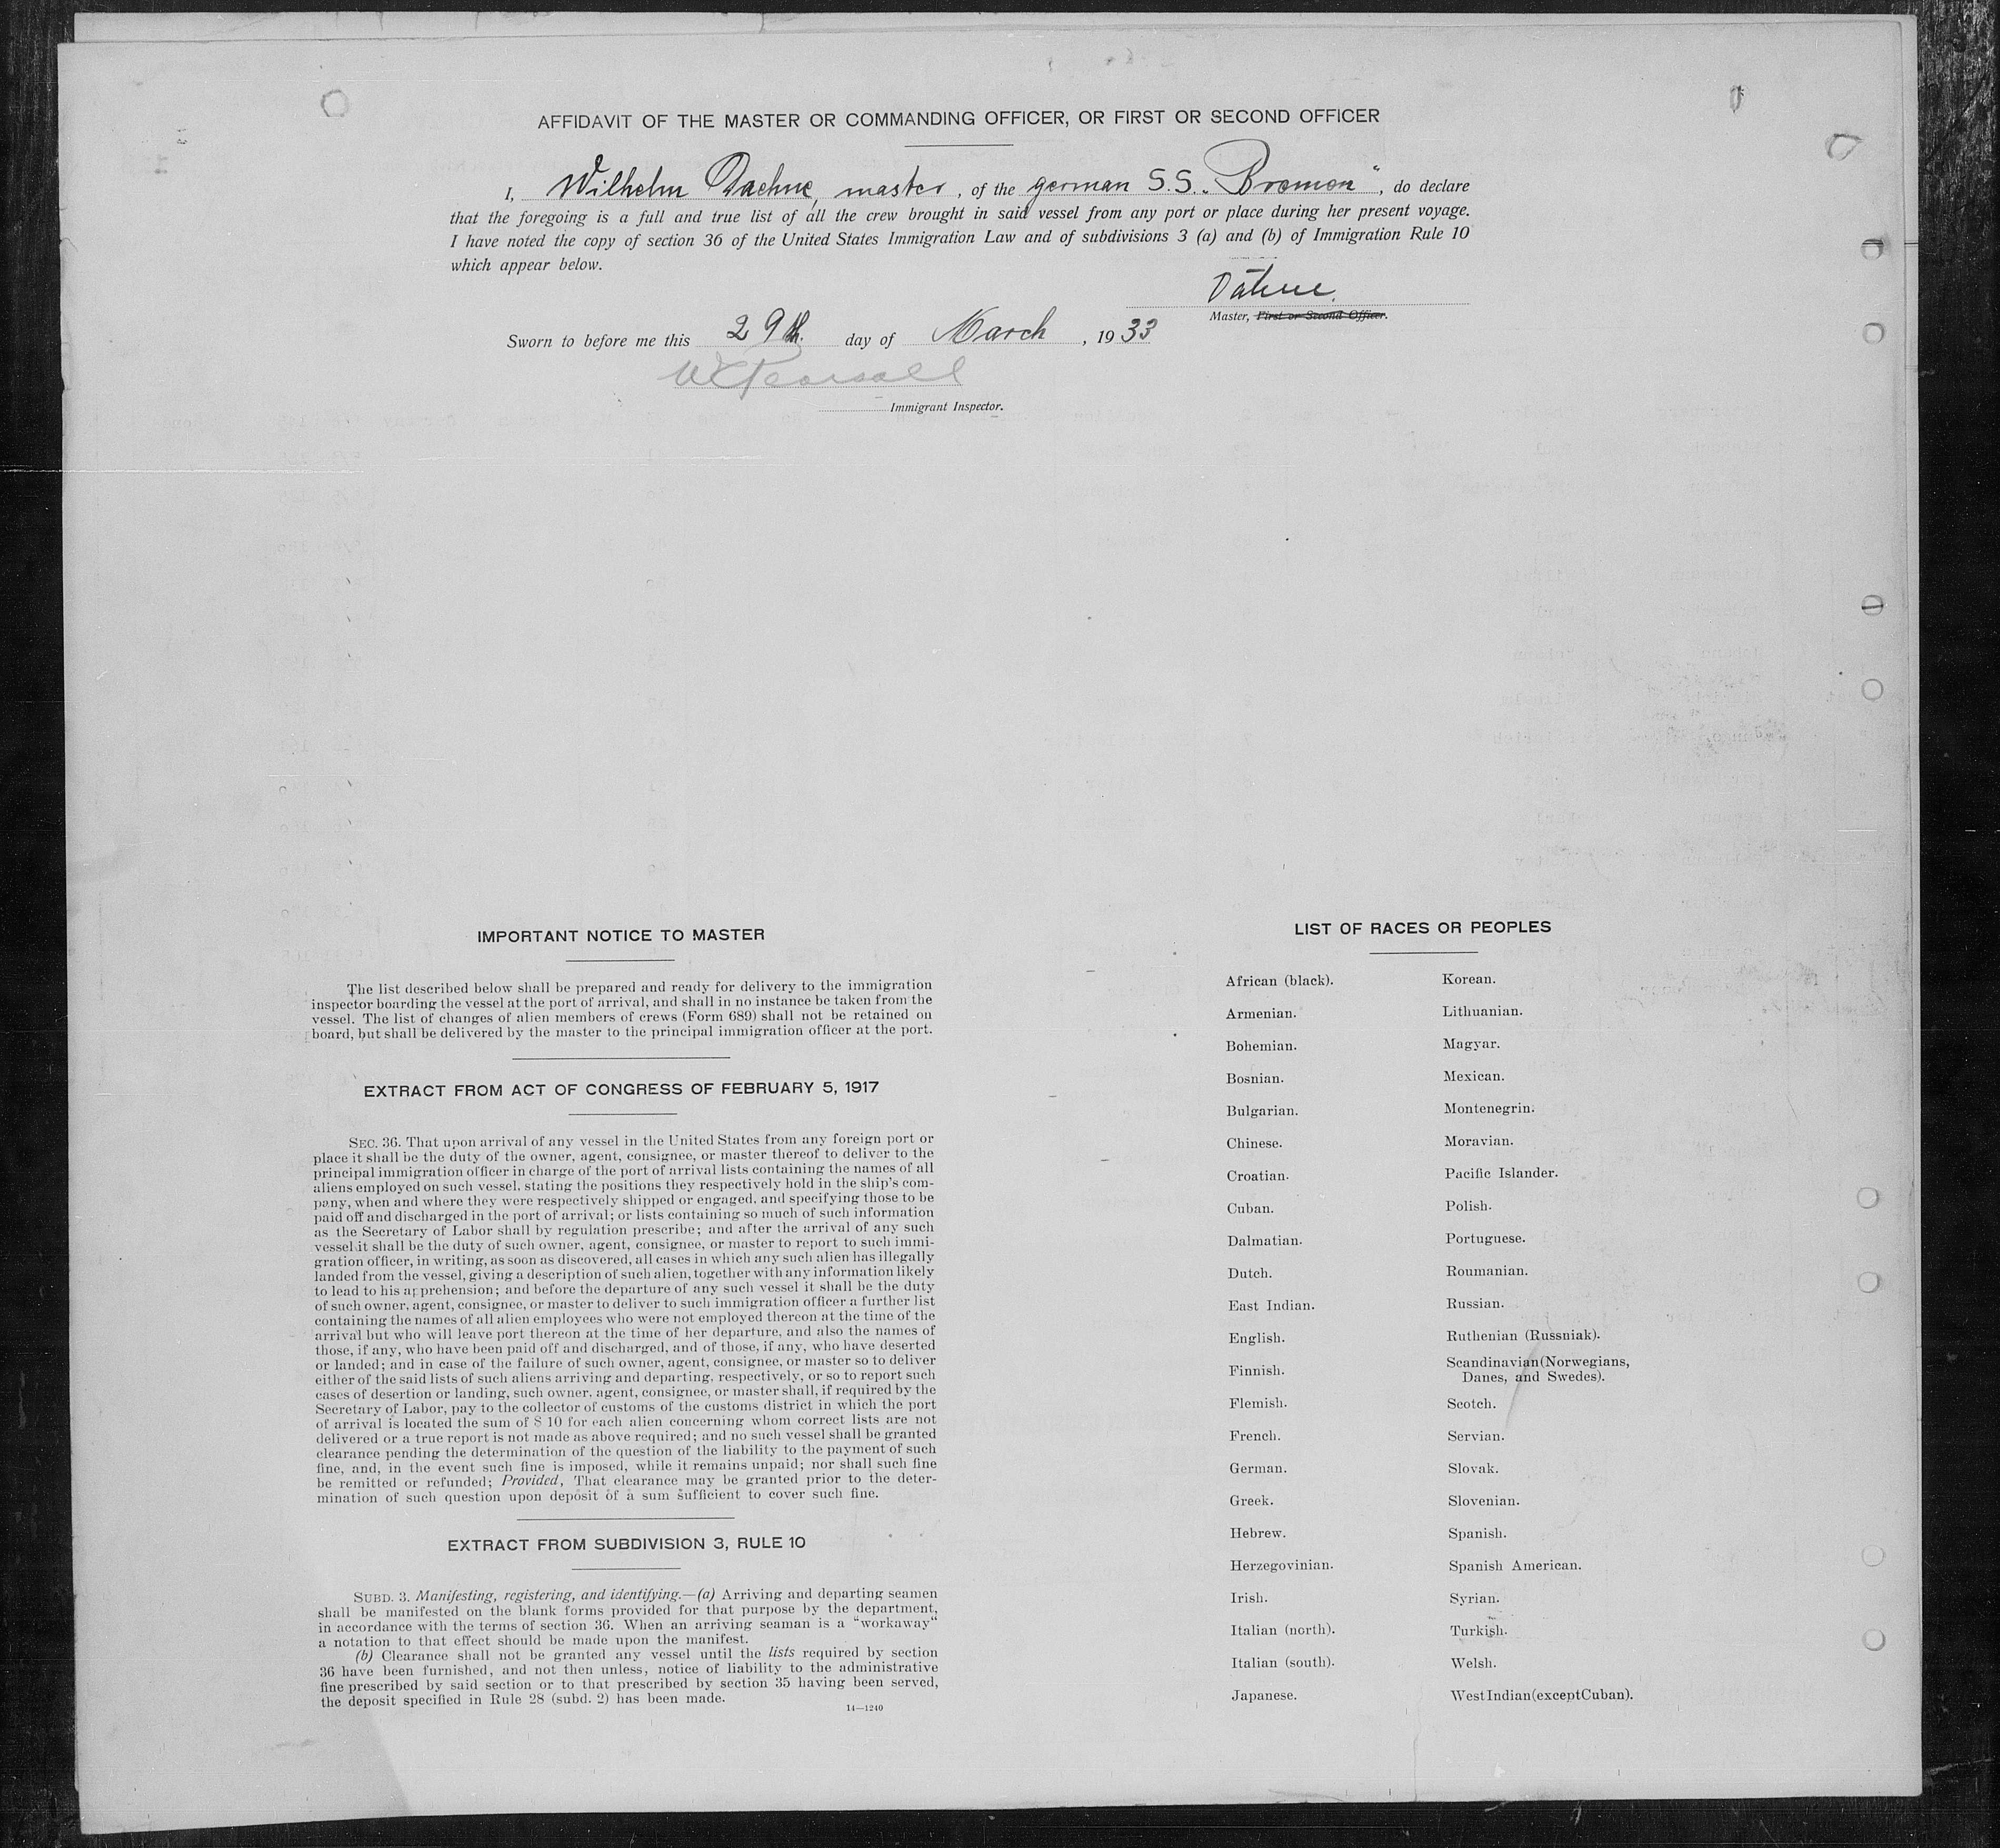 AFFIDAVIT OF THE MASTER OR COMMANDING OFFICER, OR FIRST OR SECOND OFFICER
I, Wilhelm Daehne, master, of the german S.S. „Bremen“, do declare
that the foregoing is a full and true list of all the crew brought in said vessel from any port or place during her present voyage.
I have noted the copy of section 36 of the United States Immigration Law and of subdivisions 3 (a) and (b) of Immigration Rule 10
which appear below.
Dähne.
Master, First or Second Officer.
Sworn to before me this 29th. day of March, 1933
W Pearsall
Immigrant Inspector.
IMPORTANT NOTICE TO MASTER
The list described below shall be prepared and ready for delivery to the immigration
inspector boarding the vessel at the port of arrival, and shall in no instance be taken from the
vessel. The list of changes of alien members of crews (Form 689) shall not be retained on
board, but shall be delivered by the master to the principal immigration officer at the port.
EXTRACT FROM ACT OF CONGRESS OF FEBRUARY 5, 1917
SEC. 36. That upon arrival of any vessel in the United States from any foreign port or
place it shall be the duty of the owner, agent, consignee, or master thereof to deliver to the
principal immigration officer in charge of the port of arrival lists containing the names of all
aliens employed on such vessel, stating the positions they respectively hold in the ship's com-
pany, when and where they were respectively shipped or engaged, and specifying those to be
paid off and discharged in the port of arrival; or lists containing so much of such information
as the Secretary of Labor shall by regulation prescribe; and after the arrival of any such
vessel it shall be the duty of such owner, agent, consignee, or master to report to such immi-
gration officer, in writing, as soon as discovered, all cases in which any such alien has illegally
landed from the vessel, giving a description of such alien, together with any information likely
to lead to his apprehension; and before the departure of any such vessel it shall be the duty
of such owner, agent, consignee, or master to deliver to such immigration officer a further list
containing the names of all alien employees who were not employed thereon at the time of the
arrival but who will leave port thereon at the time of her departure, and also the names of
those, if any, who have been paid off and discharged, and of those, if any, who have deserted
or landed; and in case of the failure of such owner, agent, consignee, or master so to deliver
either of the said lists of such aliens arriving and departing, respectively, or so to report such
cases of desertion or landing, such owner, agent, consignee, or master shall, if required by the
Secretary of Labor, pay to the collector of customs of the customs district in which the port
of arrival is located the sum of $ 10 for each alien concerning whom correct lists are not
delivered or a true report is not made as above required; and no such vessel shall be granted
clearance pending the determination of the question of the liability to the payment of such
fine, and, in the event such fine is imposed, while it remains unpaid; nor shall such fine
be remitted or refunded; Provided, That clearance may be granted prior to the deter-
mination of such question upon deposit of a sum sufficient to cover such fine.
EXTRACT FROM SUBDIVISION 3, RULE 10
SUBD. 3. Manifesting, registering, and identifying.—(a) Arriving and departing seamen
shall be manifested on the blank forms provided for that purpose by the department,
in accordance with the terms of section 36. When an arriving seaman is a “workaway“
a notation to that effect should be made upon the manifest.
(b) Clearance shall not be granted any vessel until the lists required by section
36 have been furnished, and not then unless, notice of liability to the administrative
fine prescribed by said section or to that prescribed by section 35 having been served,
the deposit specified in Rule 28 (subd. 2) has been made.
14—1240
LIST OF RACES OR PEOPLES
African (black).
Armenian.
Bohemian.
Bosnian.
Bulgarian.
Chinese.
Croatian.
Cuban.
Dalmatian.
Dutch.
East Indian.
English.
Finnish.
Flemish.
French.
German.
Greek.
Hebrew.
Herzegovinian.
Irish.
Italian (north).
Italian (south).
Japanese.
Korean.
Lithuanian.
Magyar.
Mexican.
Montenegrin.
Moravian.
Pacific Islander.
Polish.
Portuguese.
Roumanian.
Russian.
Ruthenian (Russniak).
Scandinavian (Norwegians,
Danes, and Swedes).
Scotch.
Servian.
Slovak.
Slovenian.
Spanish.
Spanish American.
Syrian.
Turkish.
Welsh.
West Indian (except Cuban).